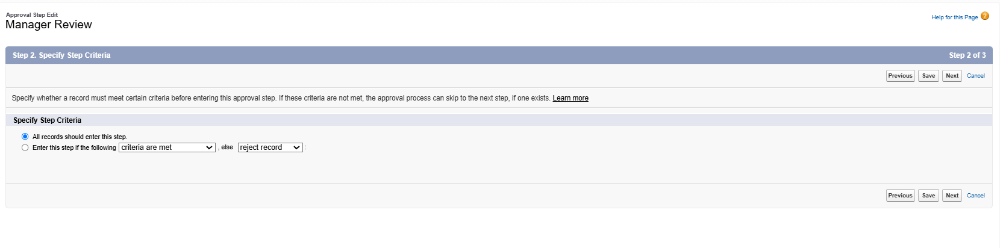 Approval Step Edit
Manager Review
Help for this Page ?
Step 2. Specify Step Criteria Step 2 of 3
Previous Save Next Cancel
Specify whether a record must meet certain criteria before entering this approval step. If these criteria are not met, the approval process can skip to the next step, if one exists. Learn more
Specify Step Criteria
All records should enter this step.
Enter this step if the following criteria are met , else reject record :
Previous Save Next Cancel